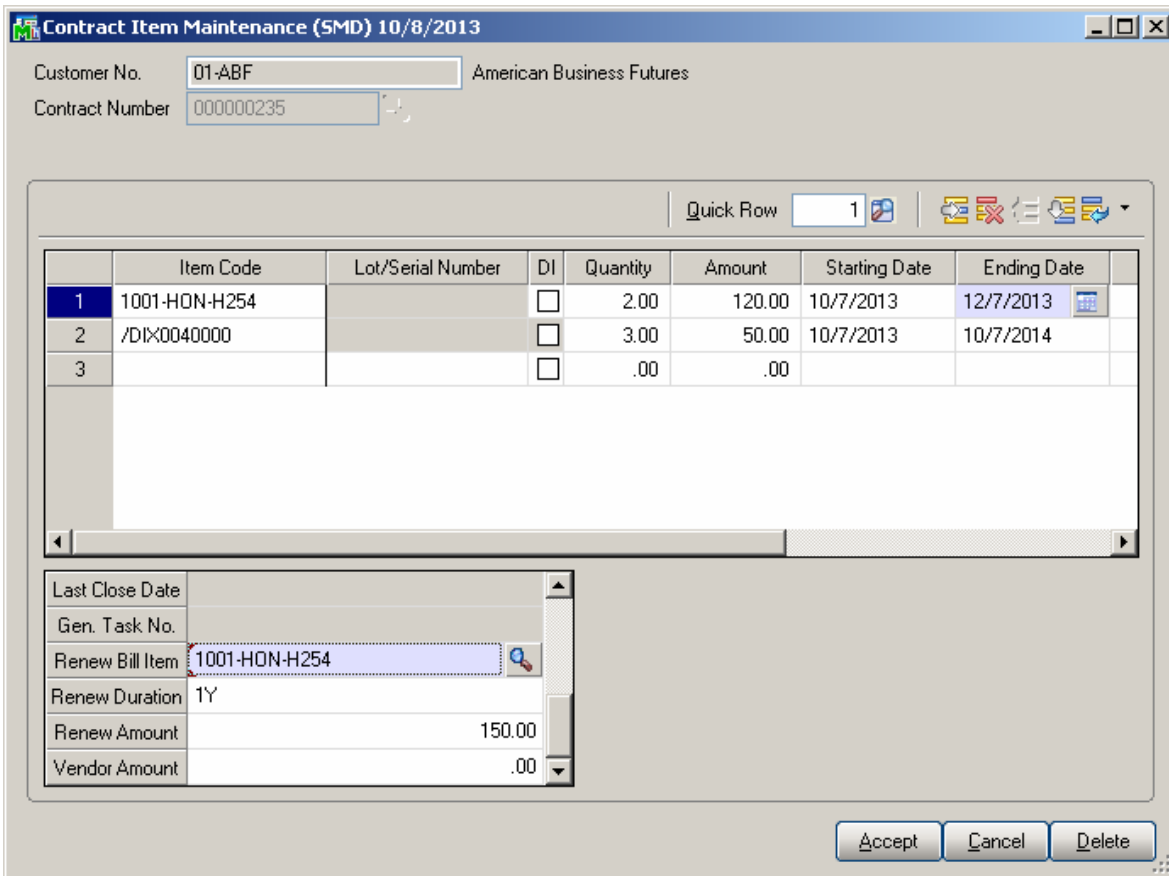 Contract Item Maintenance (SMD) 10/8/2013
Customer No. 01-ABF American Business Futures
Contract Number 000000235
Quick Row 1
Item Code Lot/Serial Number DI Quantity Amount Starting Date Ending Date
1 1001-HON-H254 2.00 120.00 10/7/2013 12/7/2013
2 /DIX0040000 3.00 50.00 10/7/2013 10/7/2014
3 .00 .00
Last Close Date
Gen. Task No.
Renew Bill Item 1001-HON-H254
Renew Duration 1Y
Renew Amount 150.00
Vendor Amount .00
Accept Cancel Delete